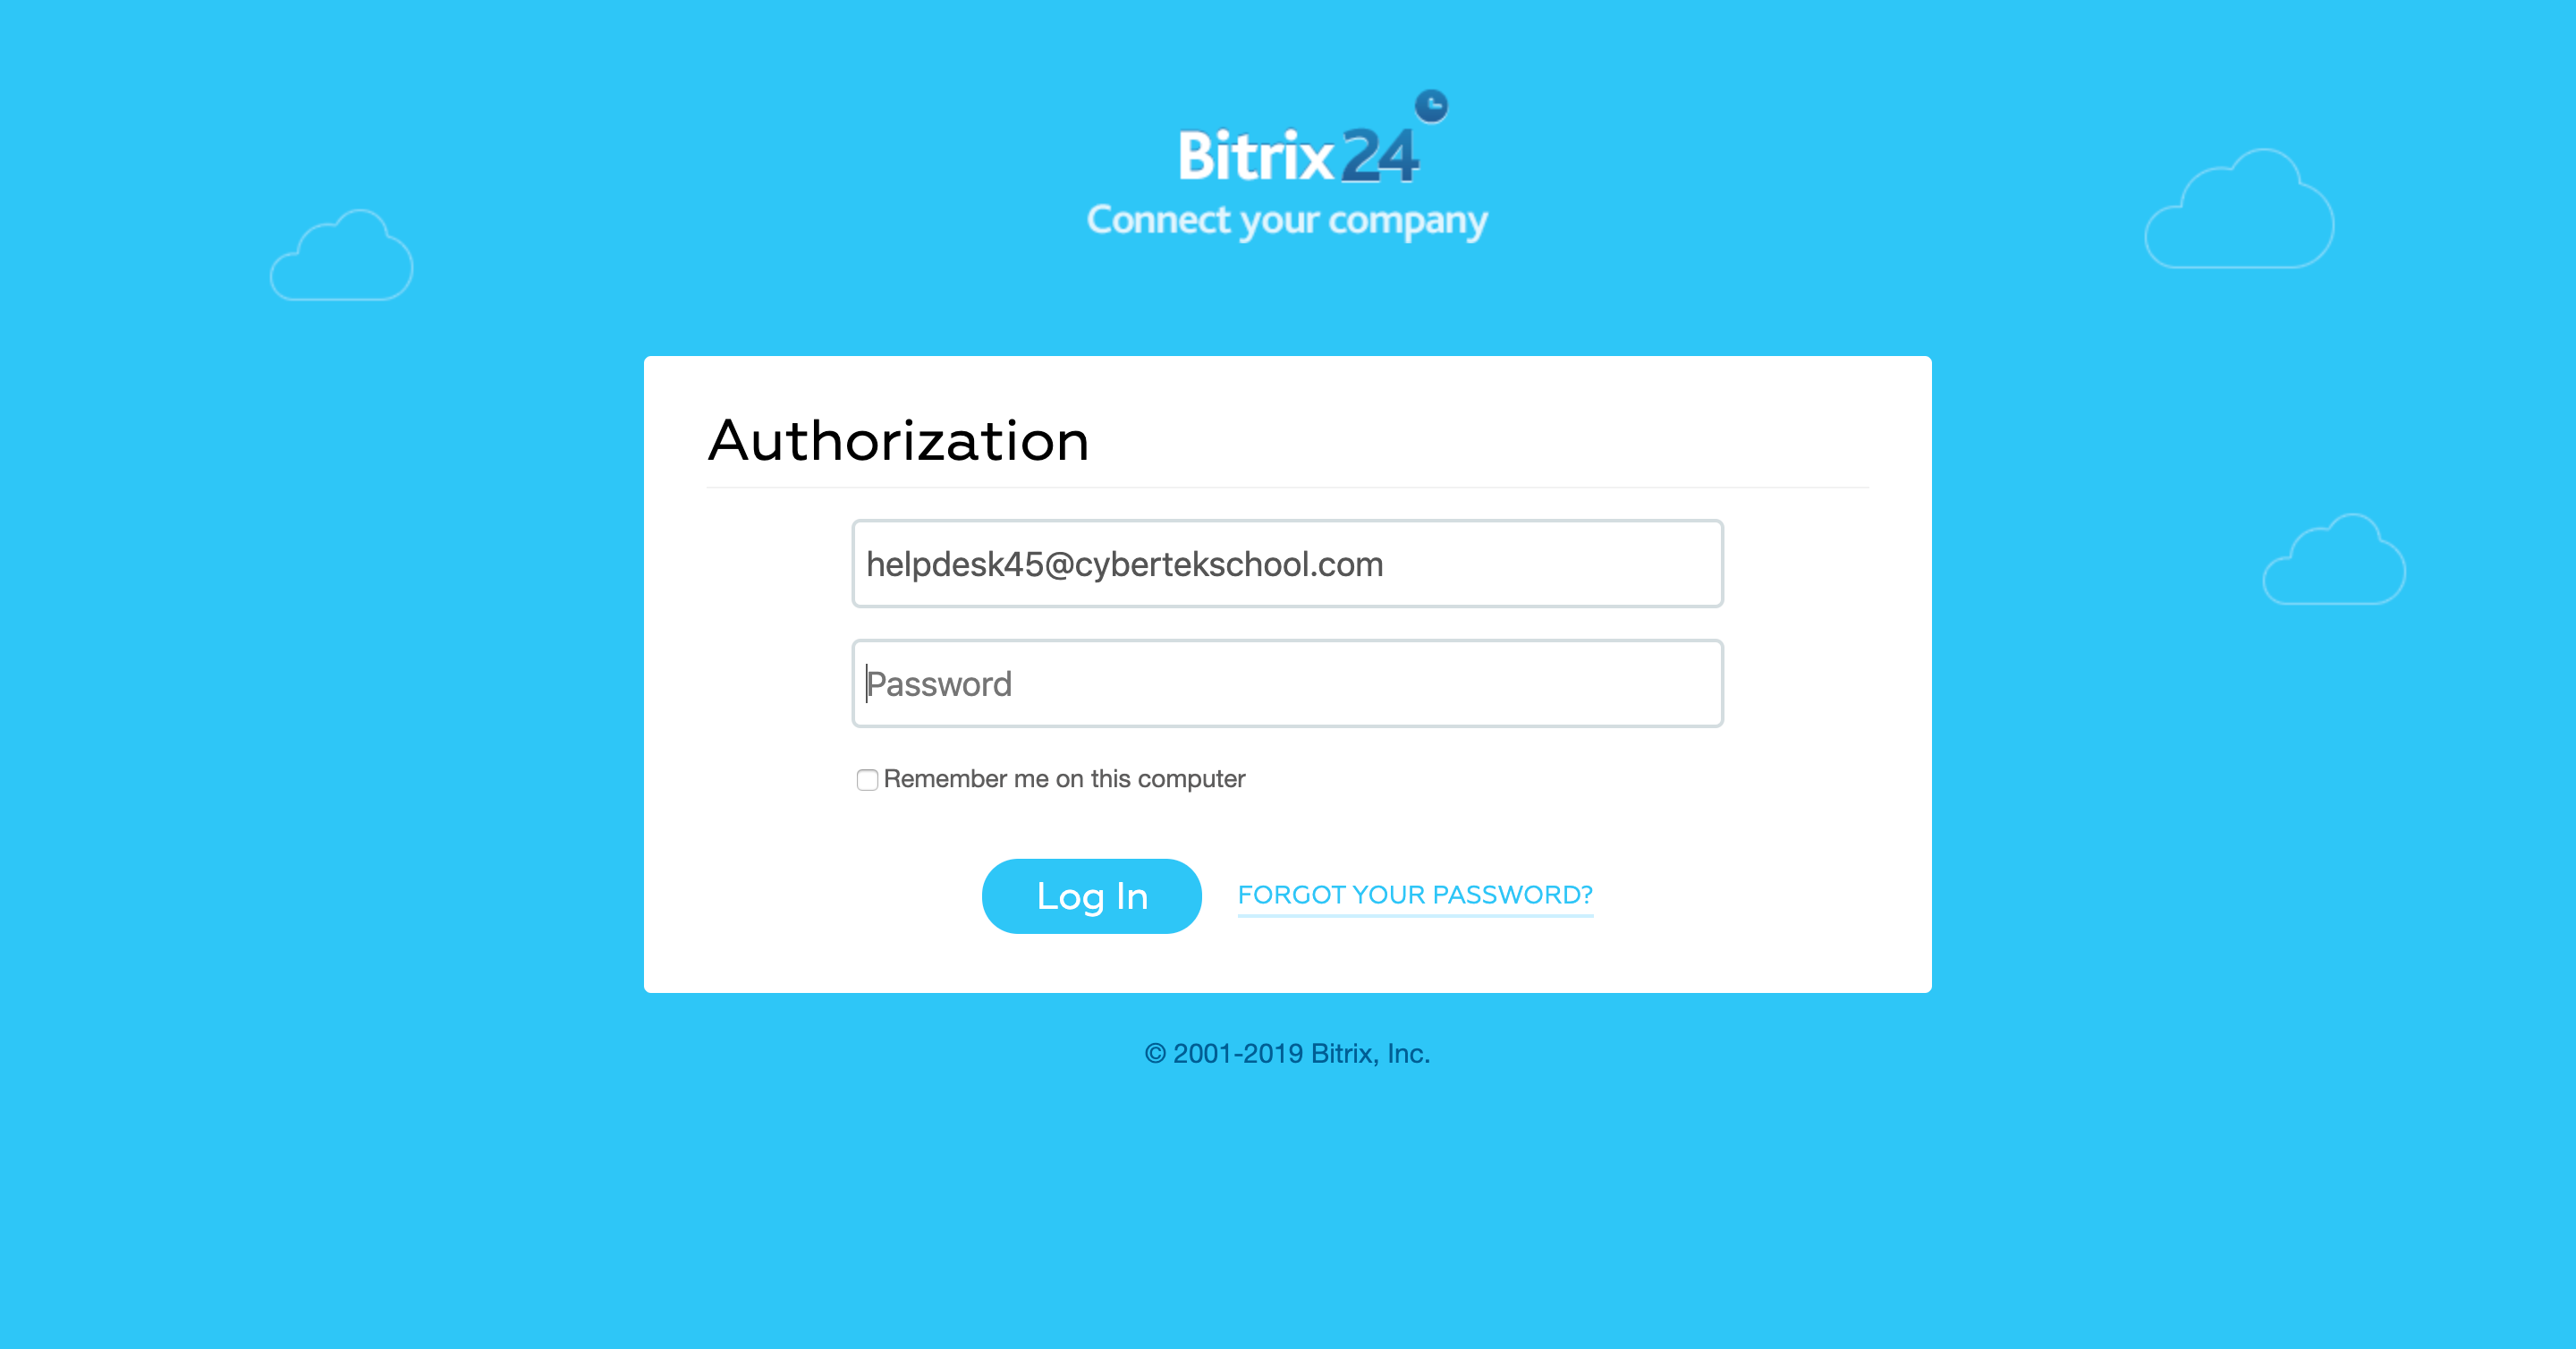 Bitrix24
Connect your company
Authorization
helpdesk45@cybertekschool.com
Password
Remember me on this computer
Log In FORGOT YOUR PASSWORD?
© 2001-2019 Bitrix, Inc.